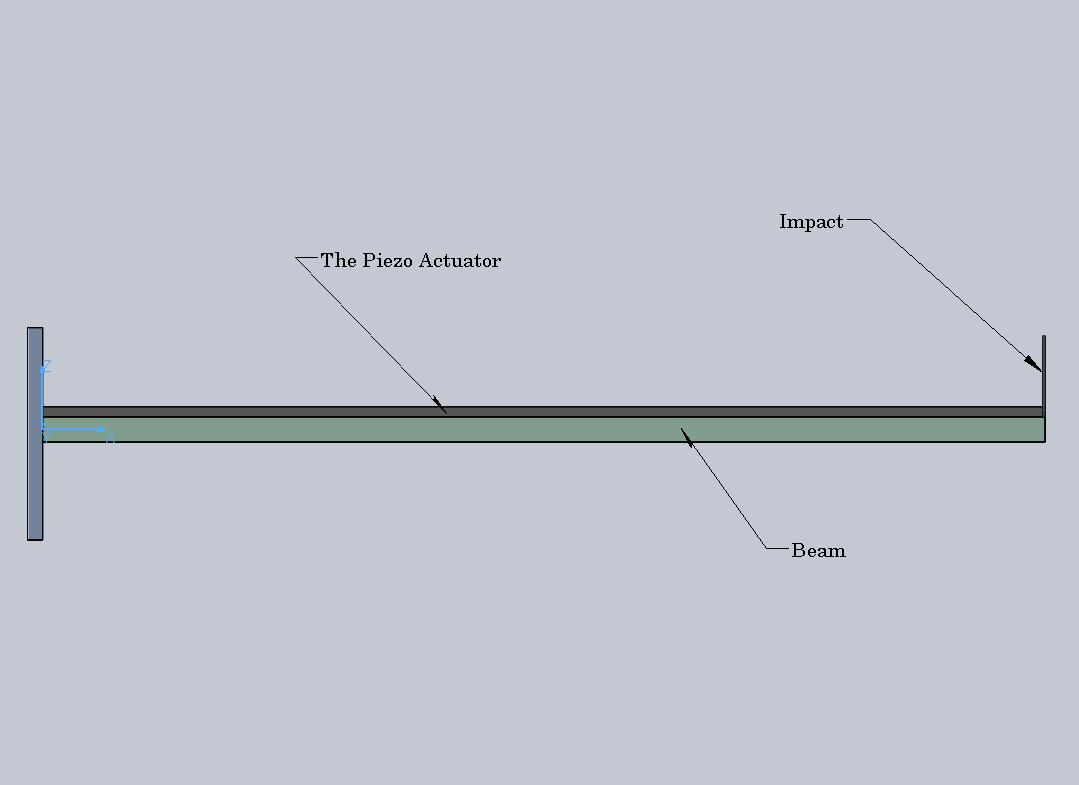 Impact
The Piezo Actuator
Z
X
Beam